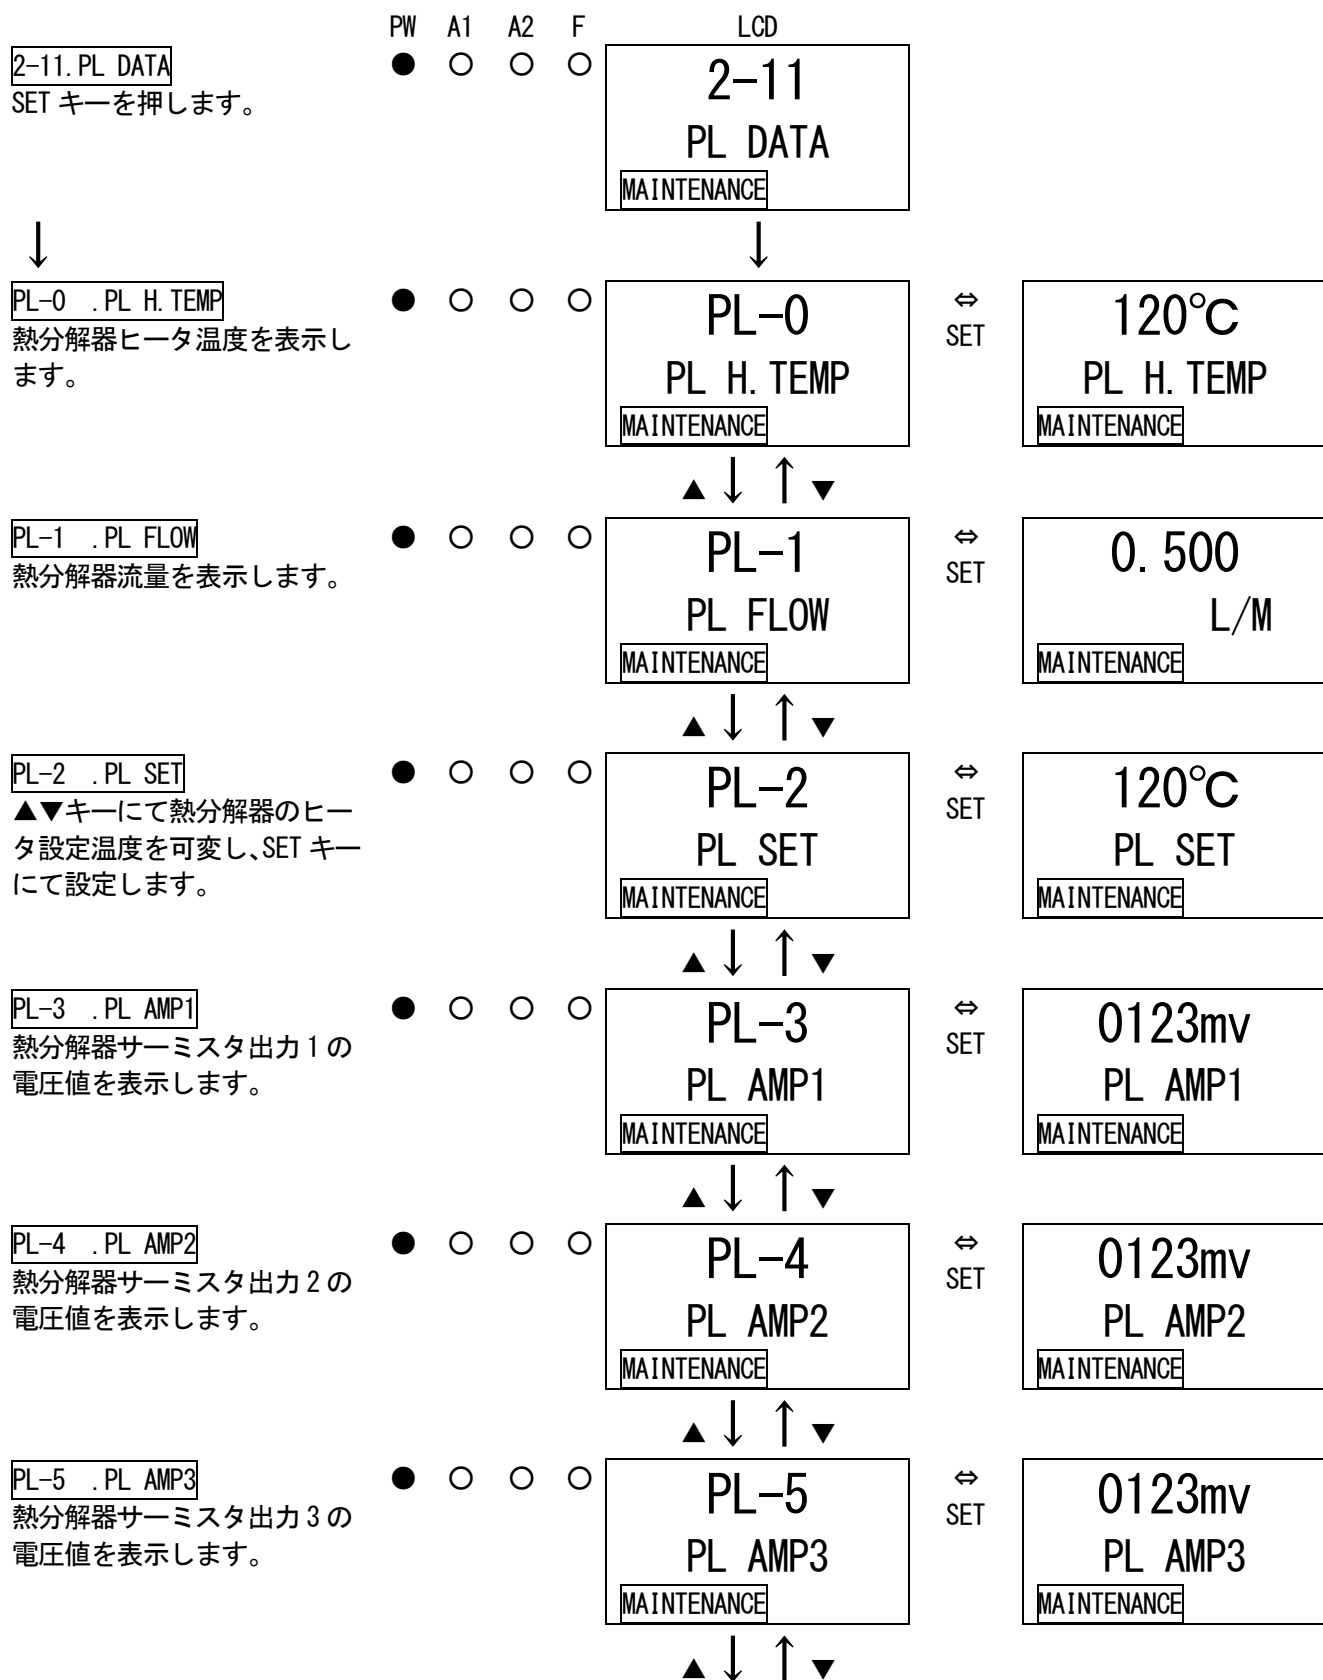 PW A1 A2 F LCD
2-11.PL DATA ● ○ ○ ○ 2-11
SET キーを押します。
PL DATA
MAINTENANCE
↓ ↓
PL-0 .PL H.TEMP ● ○ ○ ○ PL-0 ⇔ 120℃
熱分解器ヒータ温度を表示し SET
ます。 PL H.TEMP PL H.TEMP
MAINTENANCE MAINTENANCE
▲ ↓ ↑ ▼
PL-1 .PL FLOW ● ○ ○ ○ PL-1 ⇔ 0.500
熱分解器流量を表示します。 SET
PL FLOW L/M
MAINTENANCE MAINTENANCE
▲ ↓ ↑ ▼
PL-2 .PL SET ● ○ ○ ○ PL-2 ⇔ 120℃
▲▼キーにて熱分解器のヒー SET
タ設定温度を可変し、SET キー PL SET PL SET
にて設定します。 MAINTENANCE MAINTENANCE
▲ ↓ ↑ ▼
PL-3 .PL AMP1 ● ○ ○ ○ PL-3 ⇔ 0123mv
熱分解器サーミスタ出力 1 の SET
電圧値を表示します。 PL AMP1 PL AMP1
MAINTENANCE MAINTENANCE
▲ ↓ ↑ ▼
PL-4 .PL AMP2 ● ○ ○ ○ PL-4 ⇔ 0123mv
熱分解器サーミスタ出力 2 の SET
電圧値を表示します。 PL AMP2 PL AMP2
MAINTENANCE MAINTENANCE
▲ ↓ ↑ ▼
PL-5 .PL AMP3 ● ○ ○ ○ PL-5 ⇔ 0123mv
熱分解器サーミスタ出力 3 の SET
電圧値を表示します。 PL AMP3 PL AMP3
MAINTENANCE MAINTENANCE
▲ ↓ ↑ ▼